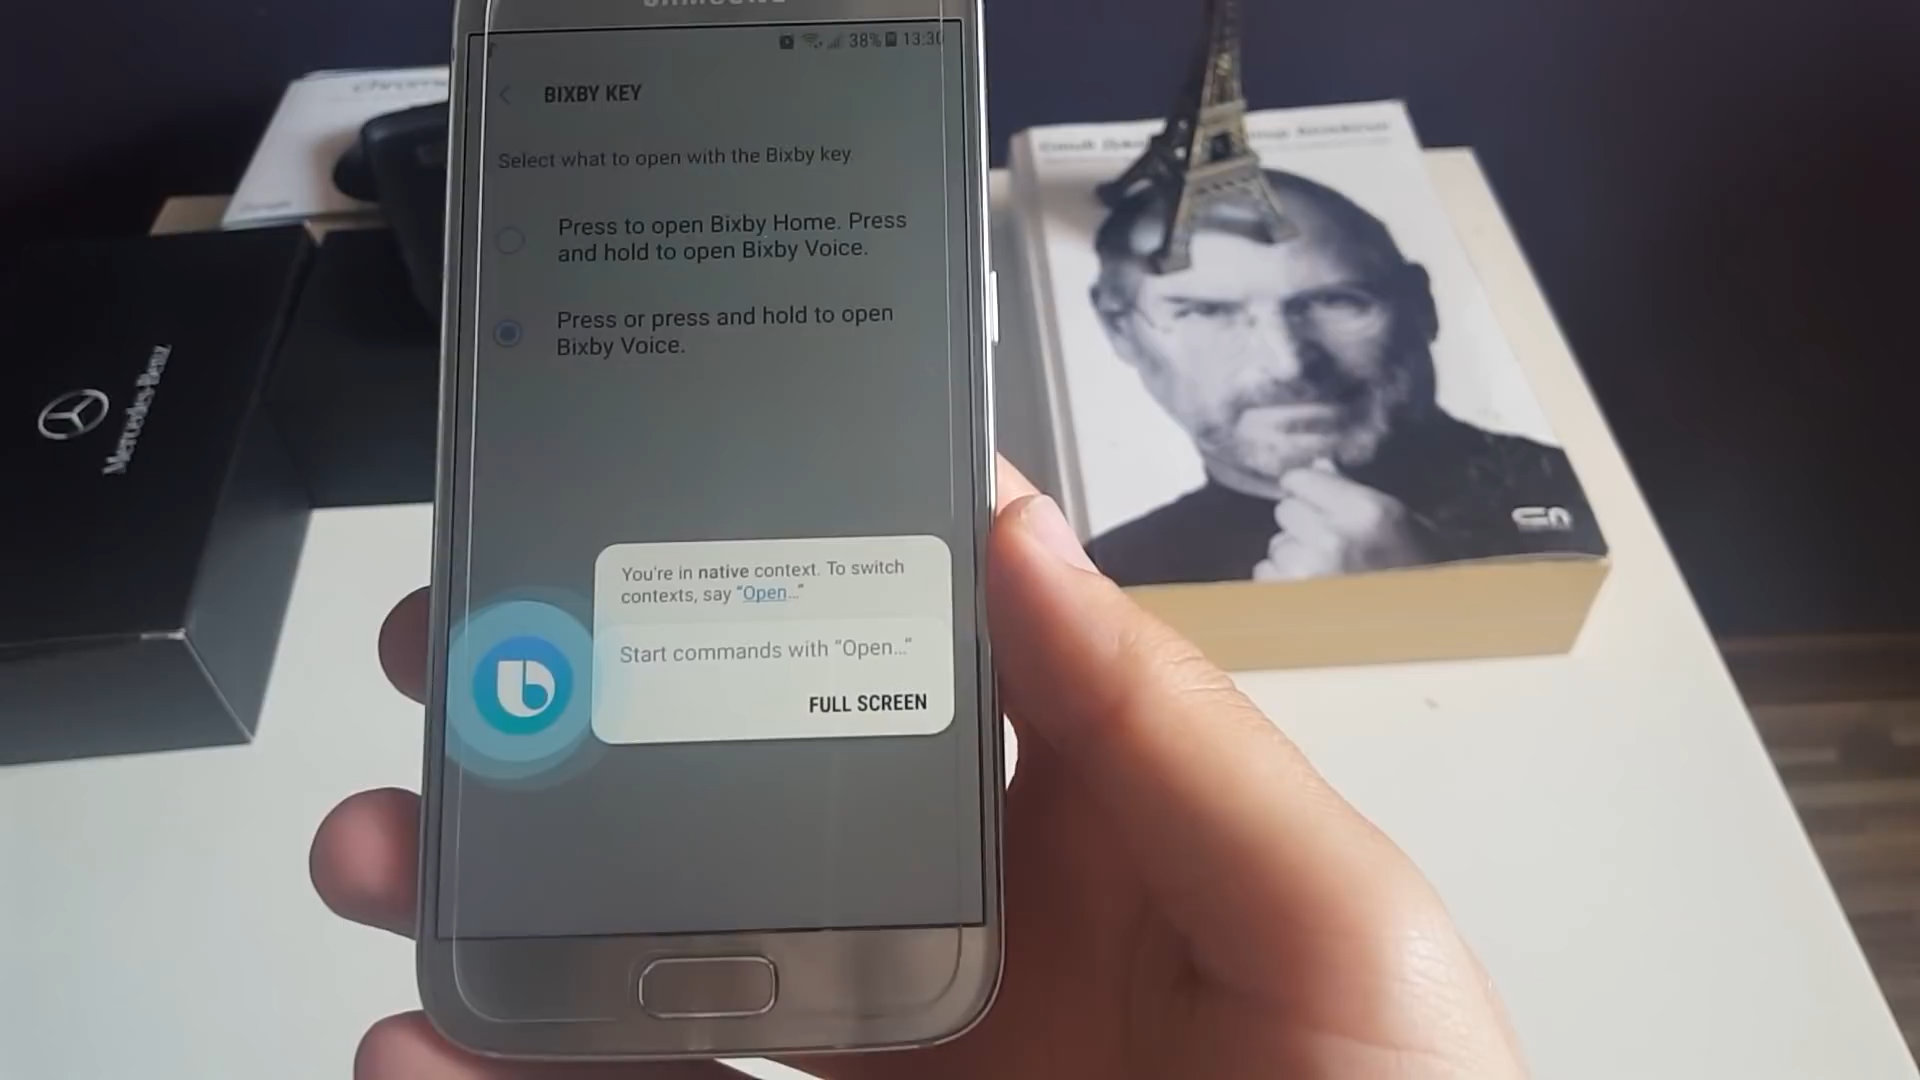 SAMSUNG
38% 13:30
BIXBY KEY
Select what to open with the Bixby key
Press to open Bixby Home. Press
and hold to open Bixby Voice.
Press or press and hold to open
Bixby Voice.
You're in native context. To switch
contexts, say “Open...”
Start commands with “Open...”
FULL SCREEN
Mercedes-Benz